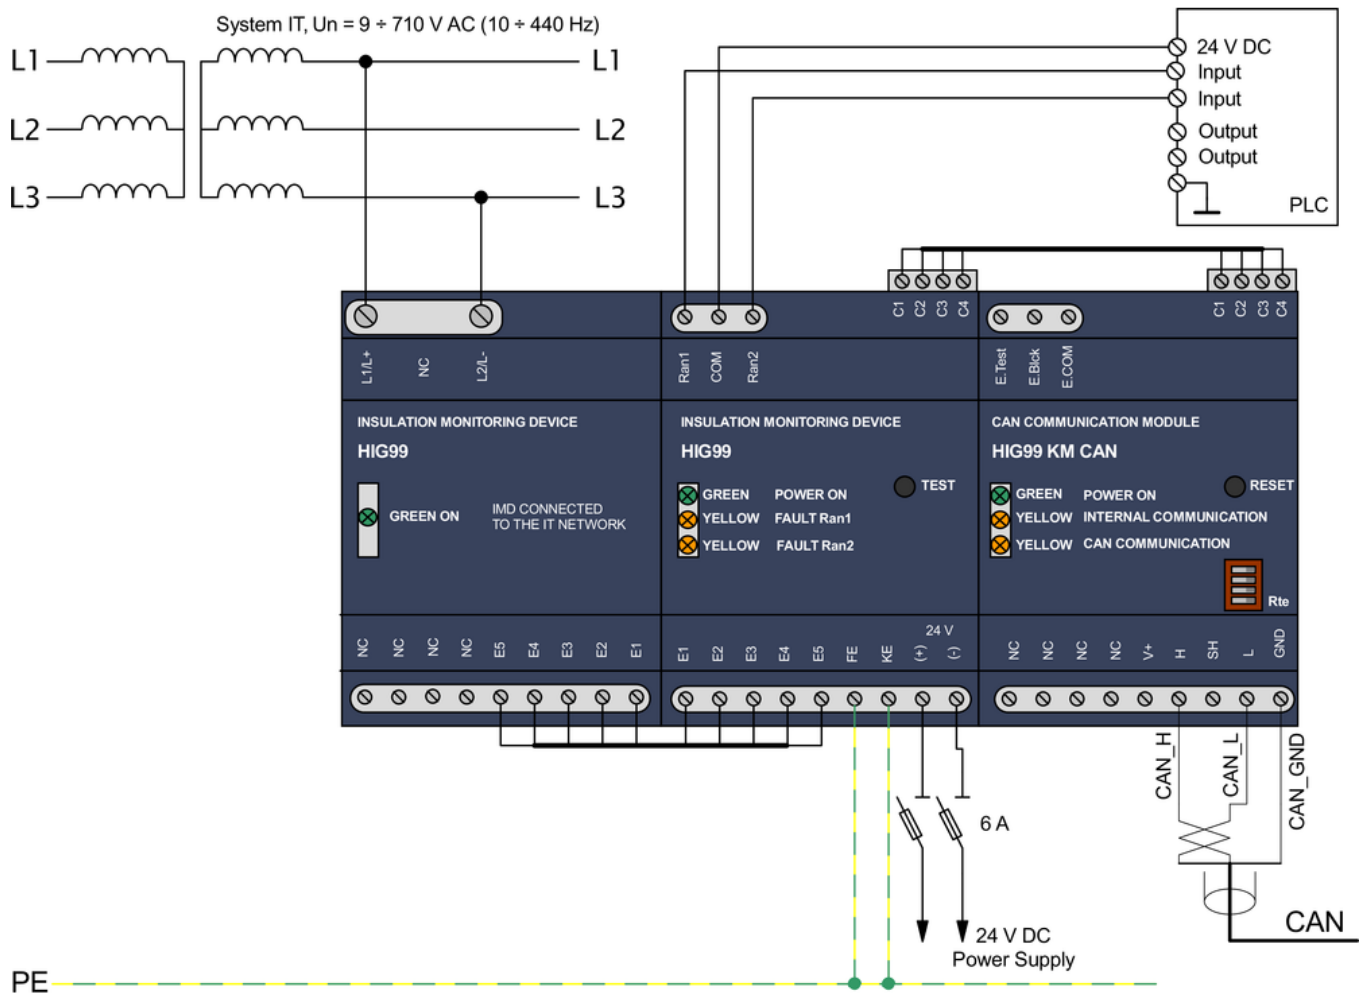 System IT, Un = 9 ÷ 710 V AC (10 ÷ 440 Hz)
L1
L1
L2
L2
L3
L3
24 V DC
Input
Input
Output
Output
PLC
C1
C2
C3
C4
C1
C2
C3
C4
L1/L+
NC
L2/L-
Ran1
COM
Ran2
E.Test
E.Blck
E.COM
INSULATION MONITORING DEVICE
HIG99
GREEN ON
IMD CONNECTED
TO THE IT NETWORK
INSULATION MONITORING DEVICE
HIG99
TEST
GREEN POWER ON
YELLOW FAULT Ran1
YELLOW FAULT Ran2
CAN COMMUNICATION MODULE
HIG99 KM CAN
RESET
GREEN POWER ON
YELLOW INTERNAL COMMUNICATION
YELLOW CAN COMMUNICATION
Rte
NC
NC
NC
NC
E5
E4
E3
E2
E1
E1
E2
E3
E4
E5
FE
KE
24 V
(+)
(-)
NC
NC
NC
NC
V+
H
SH
L
GND
CAN_H
CAN_L
CAN_GND
6 A
24 V DC
Power Supply
CAN
PE